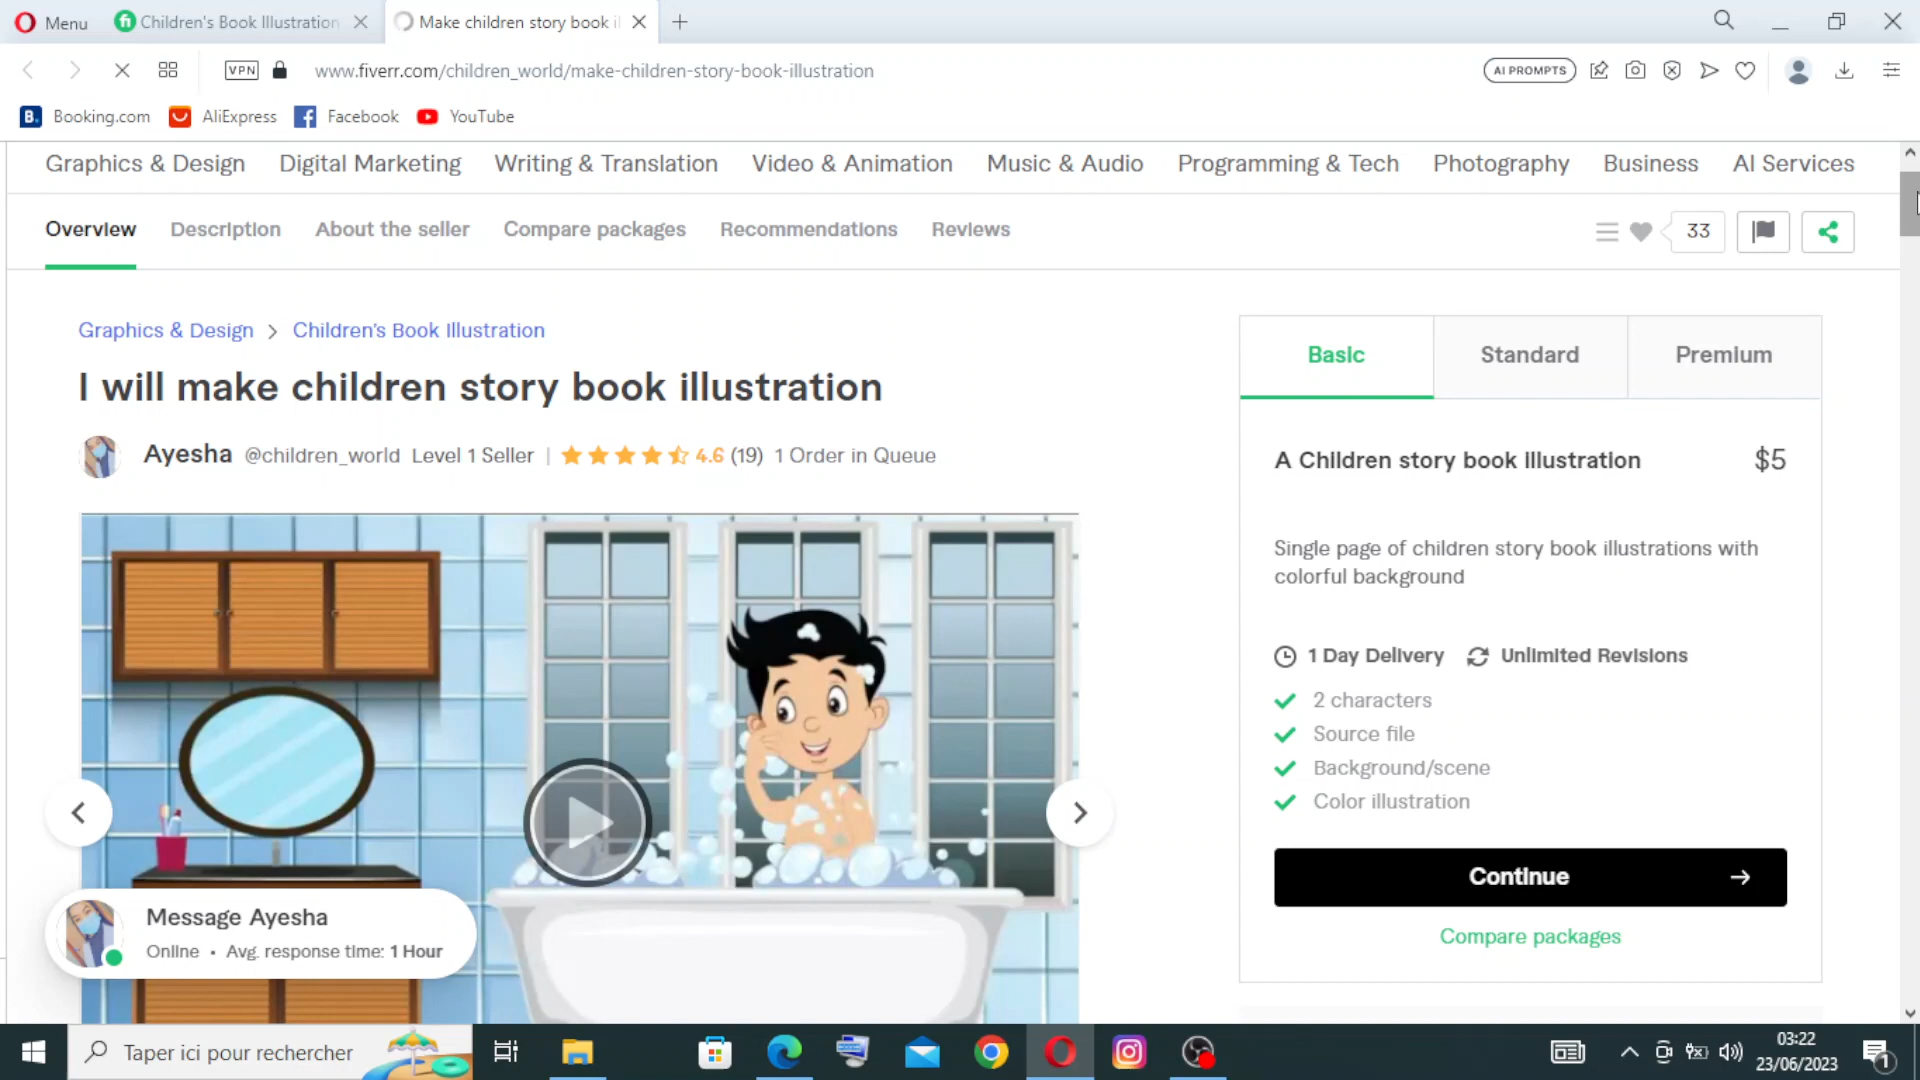 Menu
Children's Book Illustration
Make children story book il
VPN
www.fiverr.com/children_world/make-children-story-book-illustration
AI PROMPTS
B. Booking.com
AliExpress
Facebook
YouTube
Graphics & Design
Digital Marketing
Writing & Translation
Video & Animation
Music & Audio
Programming & Tech
Photography
Business
AI Services
Overview
Description
About the seller
Compare packages
Recommendations
Reviews
33
Graphics & Design > Children's Book Illustration
I will make children story book illustration
Ayesha @children_world Level 1 Seller | 4.6 (19) 1 Order in Queue
Basic
Standard
Premium
A Children story book illustration $5
Single page of children story book illustrations with
colorful background
1 Day Delivery Unlimited Revisions
2 characters
Source file
Background/scene
Color illustration
Continue
Compare packages
Message Ayesha
Online • Avg. response time: 1 Hour
Taper ici pour rechercher
03:22
23/06/2023
1